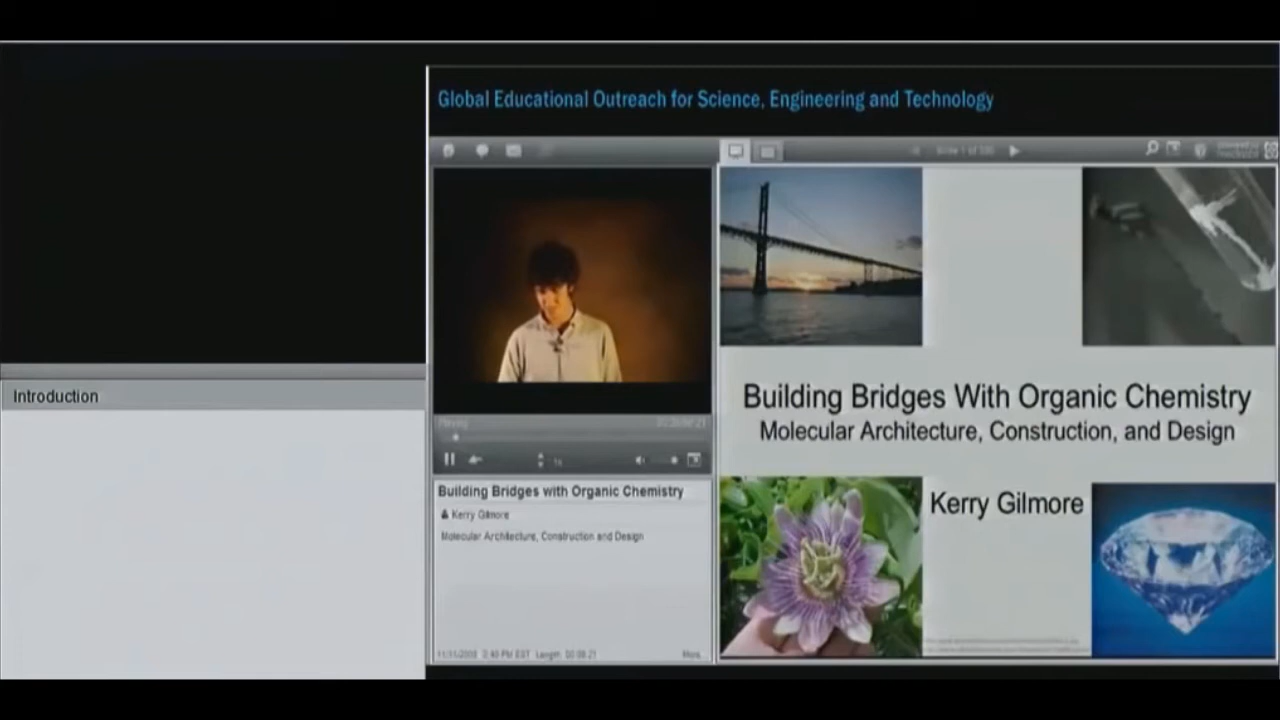 Global Educational Outreach for Science, Engineering and Technology
Introduction
Building Bridges With Organic Chemistry
Molecular Architecture, Construction, and Design
Kerry Gilmore
Building Bridges with Organic Chemistry
Kerry Gilmore
Molecular Architecture, Construction and Design
More...